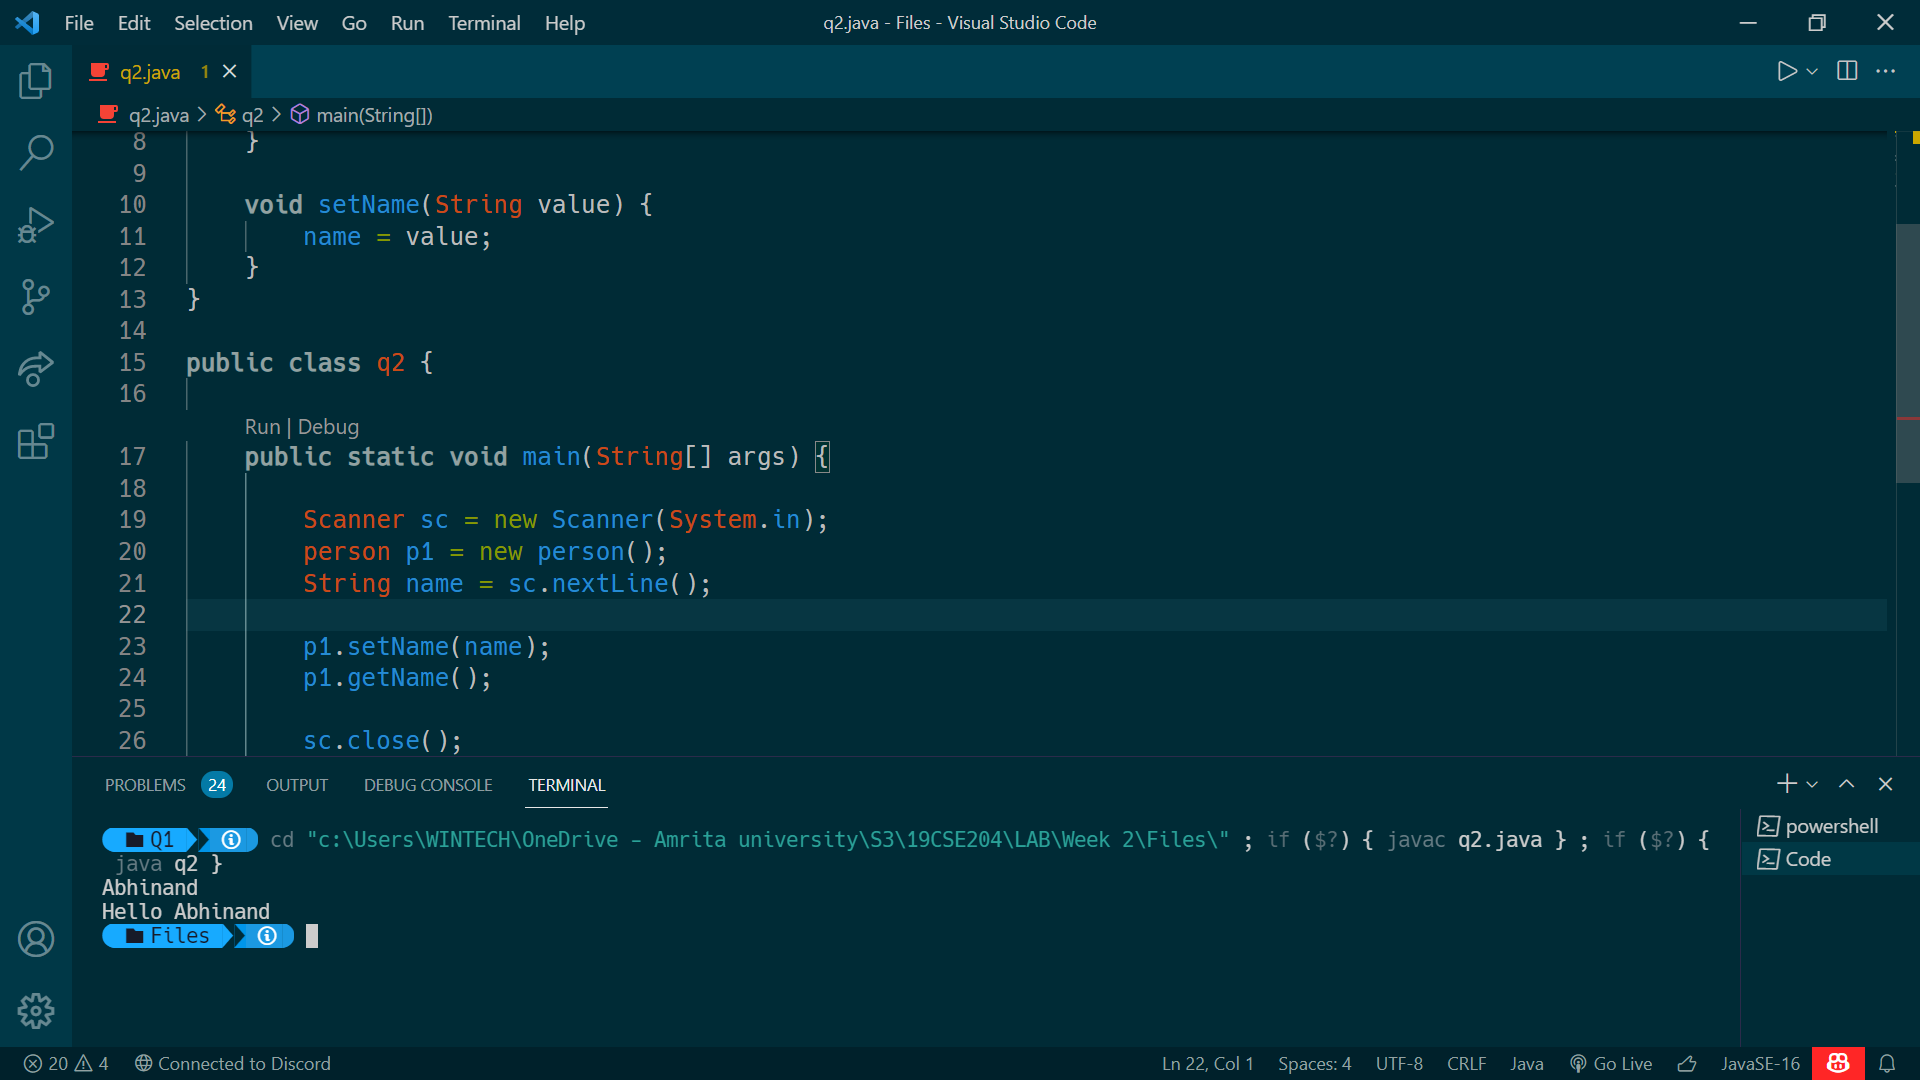 File Edit Selection View Go Run Terminal Help q2.java - Files - Visual Studio Code
q2.java 1
q2.java > q2 > main(String[])
8 }
9
10 void setName(String value) {
11 name = value;
12 }
13 }
14
15 public class q2 {
16
Run | Debug
17 public static void main(String[] args) {
18
19 Scanner sc = new Scanner(System.in);
20 person p1 = new person();
21 String name = sc.nextLine();
22
23 p1.setName(name);
24 p1.getName();
25
26 sc.close();
PROBLEMS 24 OUTPUT DEBUG CONSOLE TERMINAL
Q1 cd "c:\Users\WINTECH\OneDrive - Amrita university\S3\19CSE204\LAB\Week 2\Files\" ; if ($?) { javac q2.java } ; if ($?) {
java q2 }
Abhinand
Hello Abhinand
Files
powershell
Code
20 4 Connected to Discord Ln 22, Col 1 Spaces: 4 UTF-8 CRLF Java Go Live JavaSE-16